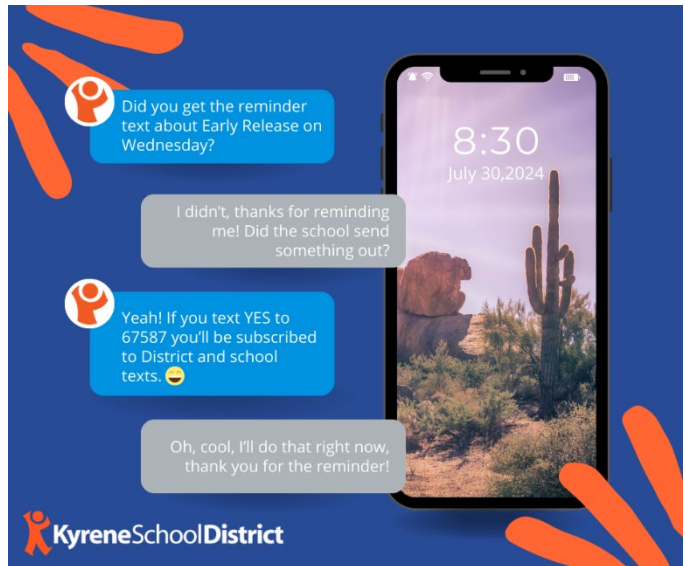 Did you get the reminder
text about Early Release on
Wednesday?
8:30
July 30,2024
I didn't, thanks for reminding
me! Did the school send
something out?
Yeah! If you text YES to
67587 you'll be subscribed
to District and school
texts. 😄
Oh, cool, I'll do that right now,
thank you for the reminder!
KyreneSchoolDistrict